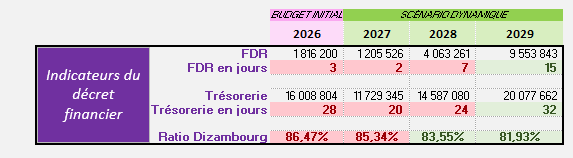 BUDGET INITIAL SCÉNARIO DYNAMIQUE
2026 2027 2028 2029
Indicateurs du décret financier
FDR 1 816 200 1 205 526 4 063 261 9 553 843
FDR en jours 3 2 7 15
Trésorerie 16 008 804 11 729 345 14 587 080 20 077 662
Trésorerie en jours 28 20 24 32
Ratio Dizambourg 86,47% 85,34% 83,55% 81,93%